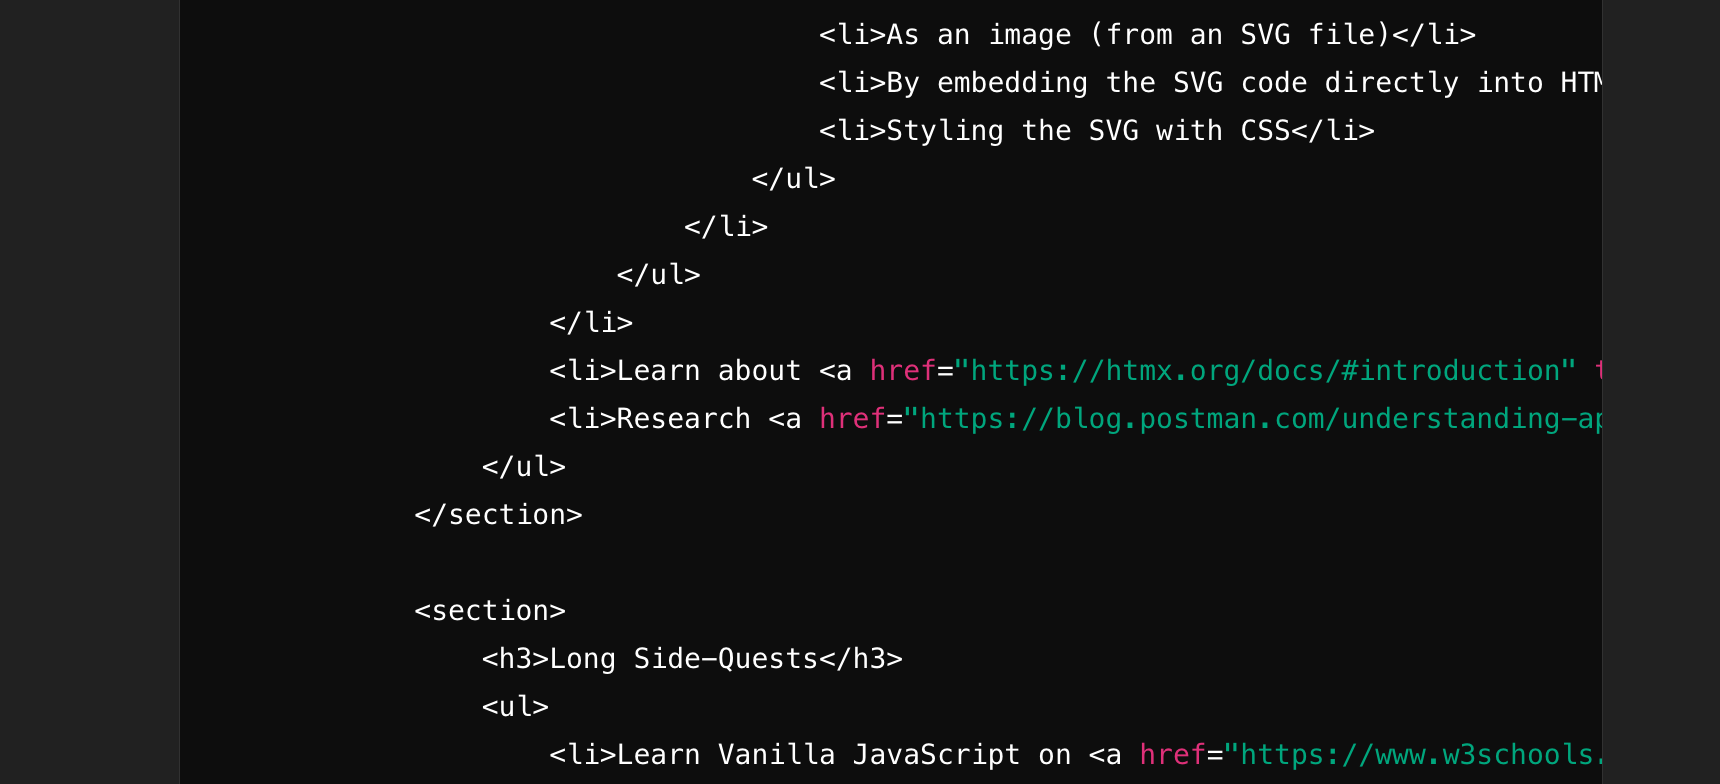 <li>As an image (from an SVG file)</li>
<li>By embedding the SVG code directly into HTM
<li>Styling the SVG with CSS</li>
</ul>
</li>
</ul>
</li>
<li>Learn about <a href="https://htmx.org/docs/#introduction" t
<li>Research <a href="https://blog.postman.com/understanding-ap
</ul>
</section>
<section>
<h3>Long Side-Quests</h3>
<ul>
<li>Learn Vanilla JavaScript on <a href="https://www.w3schools.